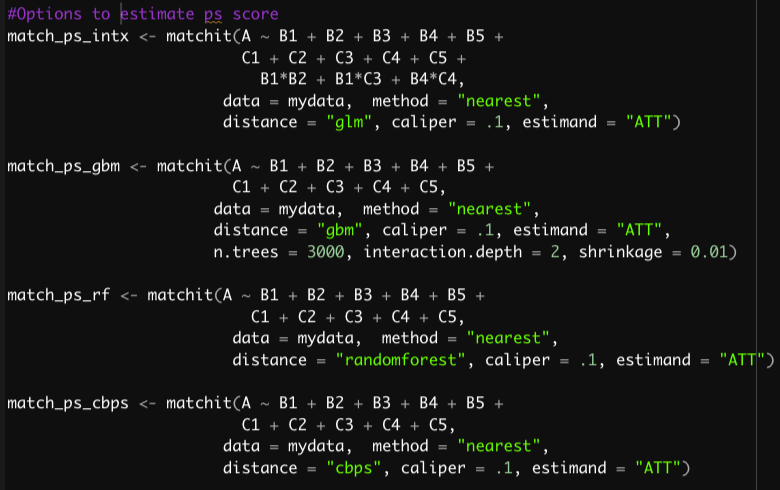 #Options to estimate ps score
match_ps_intx <- matchit(A ~ B1 + B2 + B3 + B4 + B5 +
C1 + C2 + C3 + C4 + C5 +
B1*B2 + B1*C3 + B4*C4,
data = mydata, method = "nearest",
distance = "glm", caliper = .1, estimand = "ATT")
match_ps_gbm <- matchit(A ~ B1 + B2 + B3 + B4 + B5 +
C1 + C2 + C3 + C4 + C5,
data = mydata, method = "nearest",
distance = "gbm", caliper = .1, estimand = "ATT",
n.trees = 3000, interaction.depth = 2, shrinkage = 0.01)
match_ps_rf <- matchit(A ~ B1 + B2 + B3 + B4 + B5 +
C1 + C2 + C3 + C4 + C5,
data = mydata, method = "nearest",
distance = "randomforest", caliper = .1, estimand = "ATT")
match_ps_cbps <- matchit(A ~ B1 + B2 + B3 + B4 + B5 +
C1 + C2 + C3 + C4 + C5,
data = mydata, method = "nearest",
distance = "cbps", caliper = .1, estimand = "ATT")